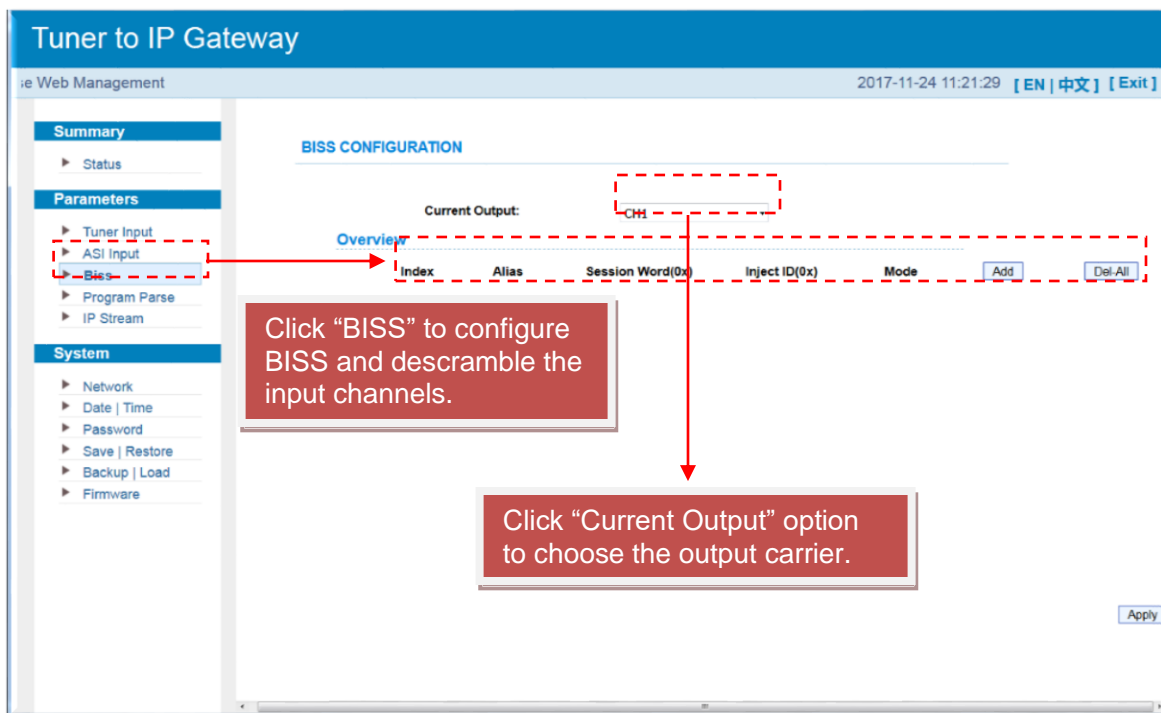 Tuner to IP Gateway
se Web Management
2017-11-24 11:21:29 [ EN | 中文 ] [ Exit ]
Summary
Status
Parameters
Tuner Input
ASI Input
Biss
Program Parse
IP Stream
System
Network
Date | Time
Password
Save | Restore
Backup | Load
Firmware
BISS CONFIGURATION
Current Output: CH1
Overview
Index Alias Session Word(0x) Inject ID(0x) Mode Add Del-All
Click “BISS” to configure
BISS and descramble the
input channels.
Click “Current Output” option
to choose the output carrier.
Apply